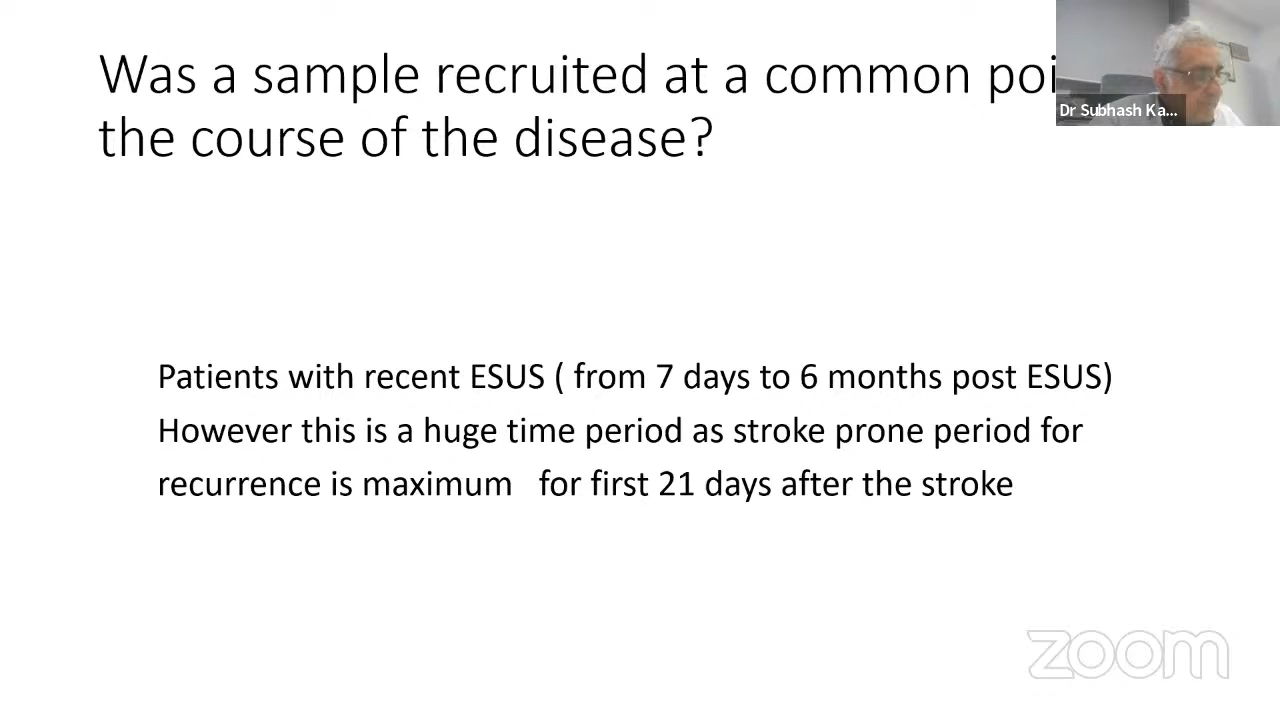 Was a sample recruited at a common poi
the course of the disease?
Dr Subhash Ka...
Patients with recent ESUS ( from 7 days to 6 months post ESUS)
However this is a huge time period as stroke prone period for
recurrence is maximum for first 21 days after the stroke
zoom